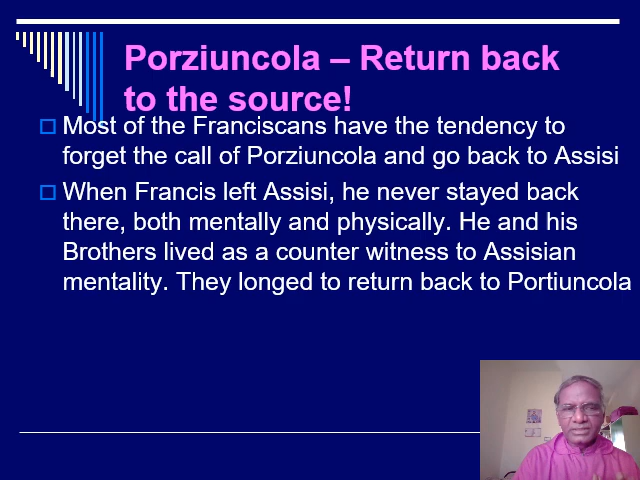 Porziuncola – Return back
to the source!
Most of the Franciscans have the tendency to
forget the call of Porziuncola and go back to Assisi
When Francis left Assisi, he never stayed back
there, both mentally and physically. He and his
Brothers lived as a counter witness to Assisian
mentality. They longed to return back to Portiuncola